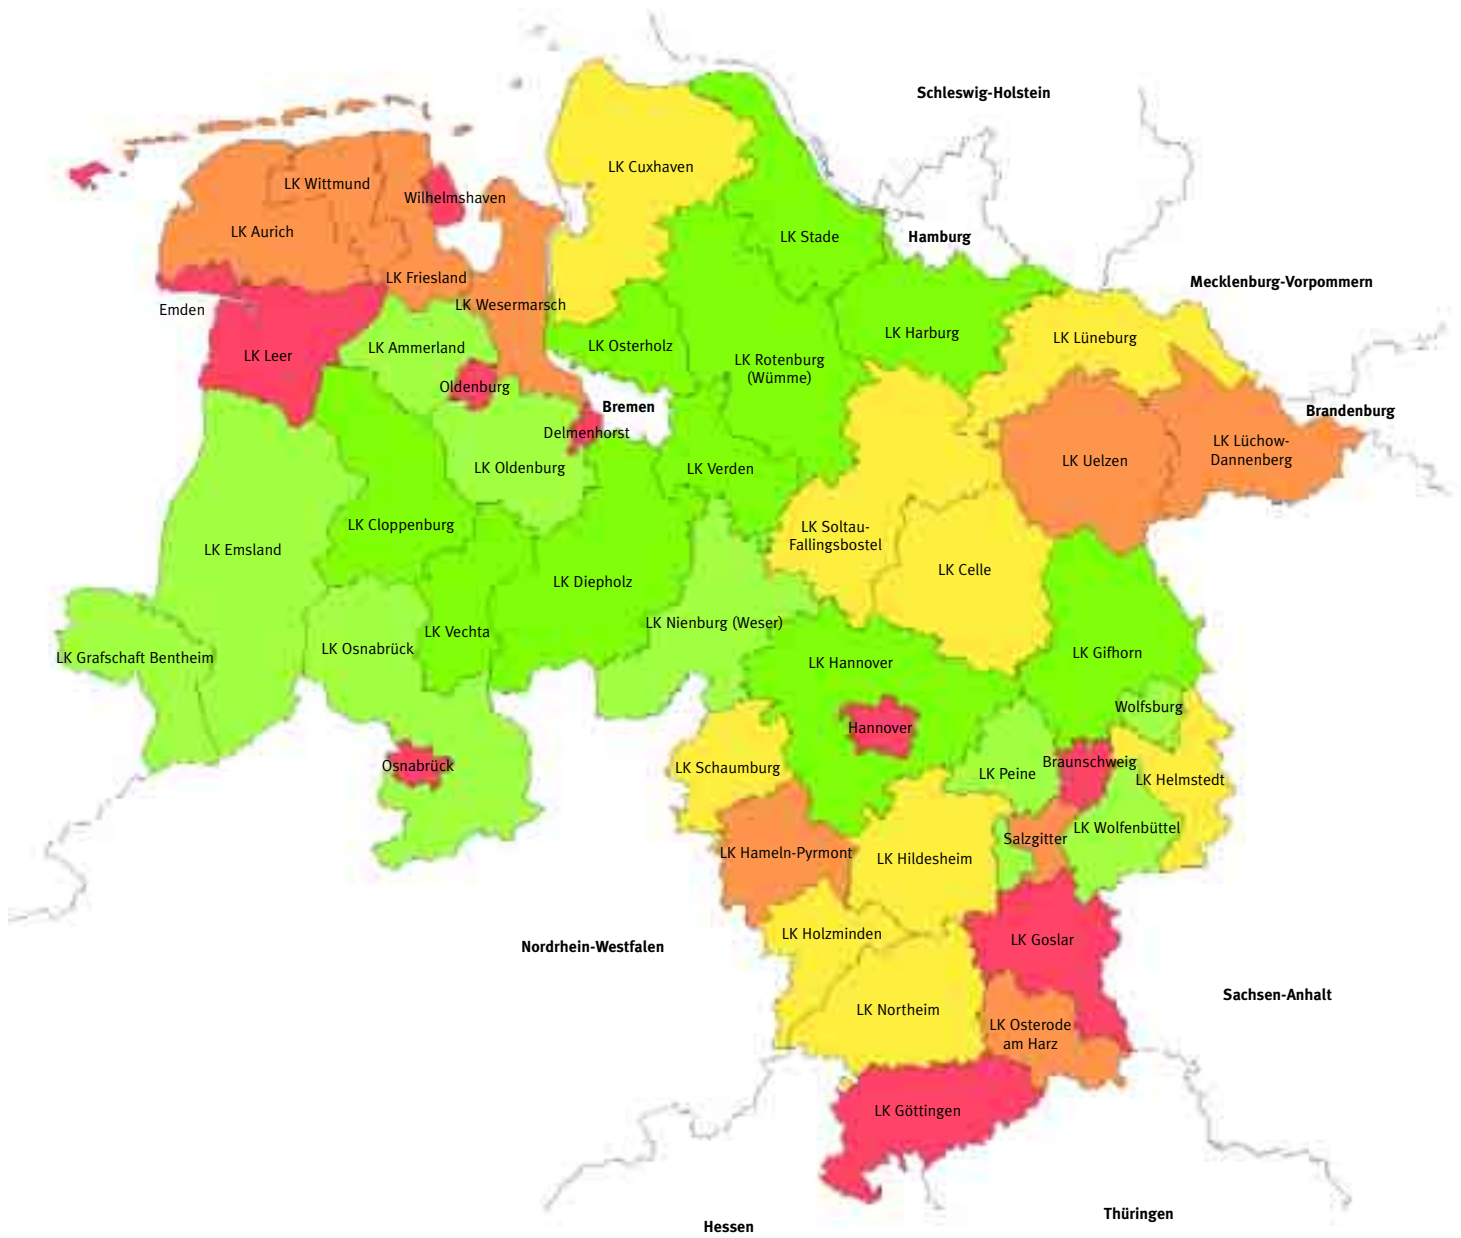 Schleswig-Holstein
LK Cuxhaven
LK Wittmund
Wilhelmshaven
LK Aurich
LK Stade
Hamburg
LK Friesland
Mecklenburg-Vorpommern
LK Wesermarsch
Emden
LK Harburg
LK Lüneburg
LK Osterholz
LK Ammerland
LK Leer
LK Rotenburg
(Wümme)
Oldenburg
Bremen
Brandenburg
Delmenhorst
LK Lüchow-
Dannenberg
LK Uelzen
LK Oldenburg
LK Verden
LK Cloppenburg
LK Soltau-
Fallingsbostel
LK Emsland
LK Celle
LK Diepholz
LK Nienburg (Weser)
LK Vechta
LK Osnabrück
LK Grafschaft Bentheim
LK Hannover
LK Gifhorn
Wolfsburg
Hannover
Osnabrück
LK Schaumburg
Braunschweig
LK Peine
LK Helmstedt
LK Wolfenbüttel
Salzgitter
LK Hameln-Pyrmont
LK Hildesheim
LK Holzminden
LK Goslar
Nordrhein-Westfalen
Sachsen-Anhalt
LK Northeim
LK Osterode
am Harz
LK Göttingen
Thüringen
Hessen